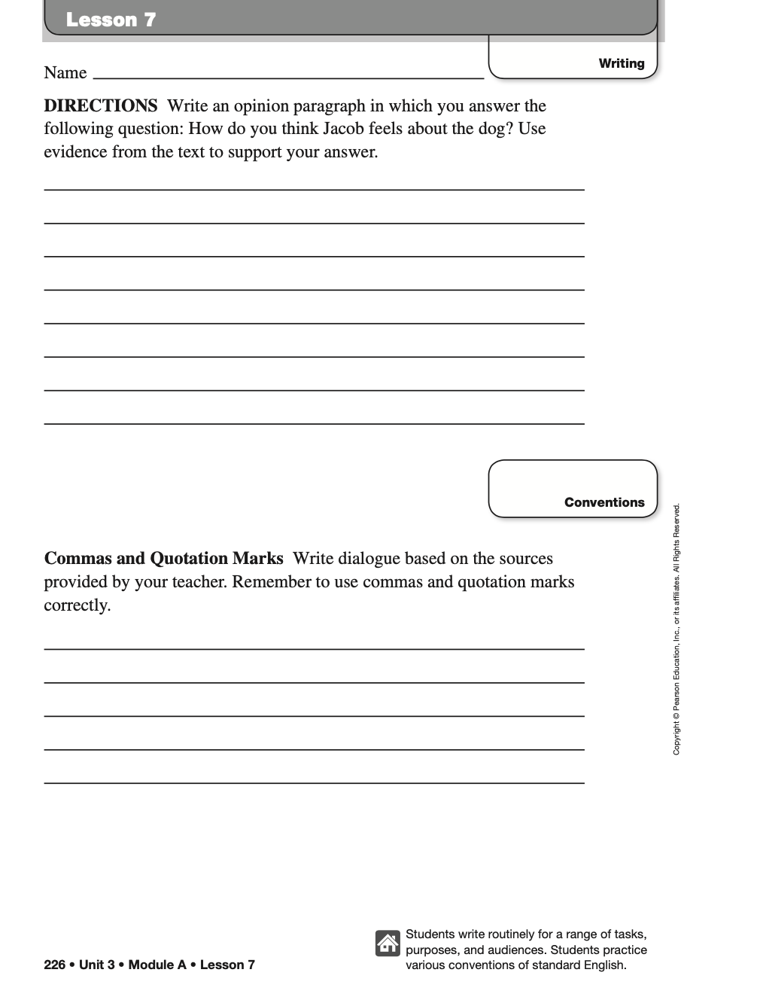 Lesson 7
Writing
Name
DIRECTIONS Write an opinion paragraph in which you answer the
following question: How do you think Jacob feels about the dog? Use
evidence from the text to support your answer.
Conventions
Commas and Quotation Marks Write dialogue based on the sources
provided by your teacher. Remember to use commas and quotation marks
correctly.
Copyright © Pearson Education, Inc., or its affiliates. All Rights Reserved.
Students write routinely for a range of tasks,
purposes, and audiences. Students practice
various conventions of standard English.
226 • Unit 3 • Module A • Lesson 7